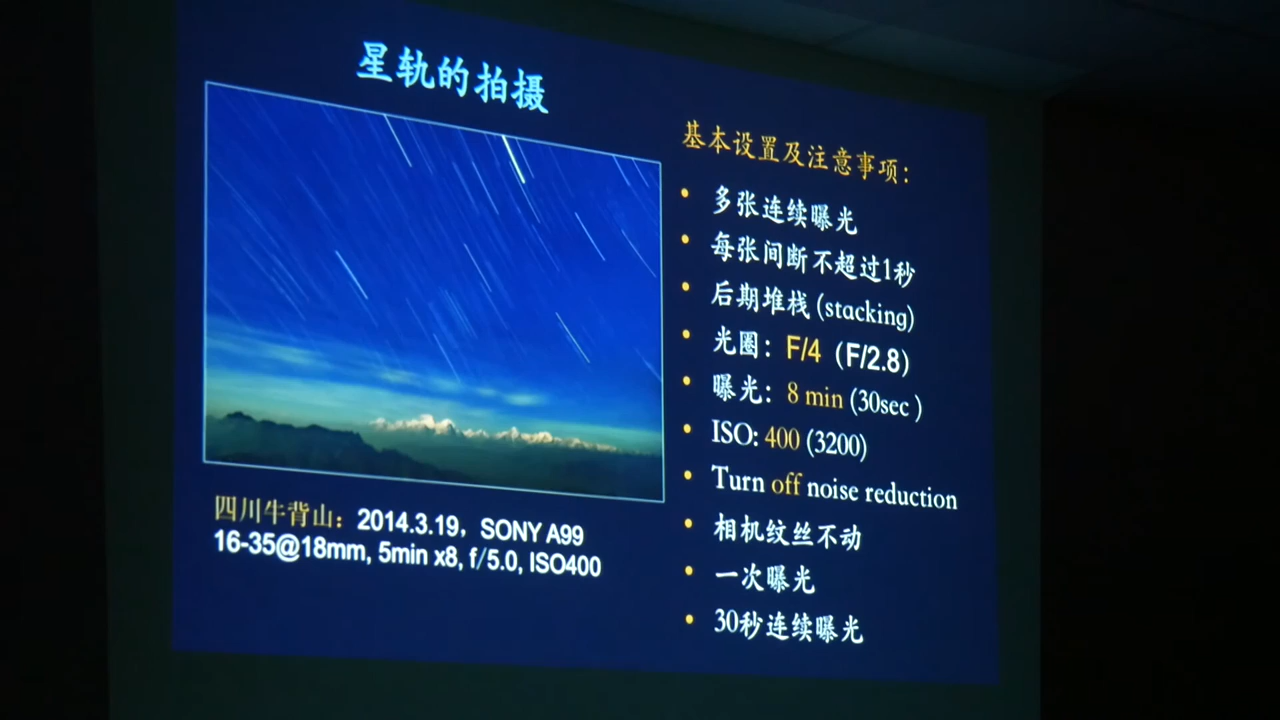 星轨的拍摄
基本设置及注意事项:
多张连续曝光
每张间断不超过1秒
后期堆栈 (stacking)
光圈: F/4 (F/2.8)
曝光: 8 min (30sec )
ISO: 400 (3200)
Turn off noise reduction
相机纹丝不动
一次曝光
30秒连续曝光
四川牛背山: 2014.3.19, SONY A99
16-35@18mm, 5min x8, f/5.0, ISO400